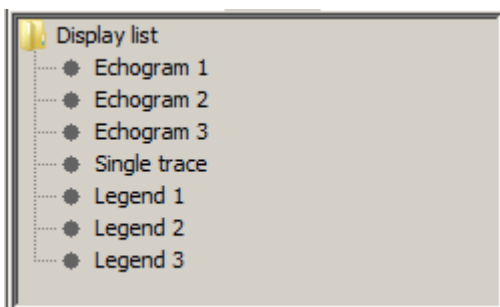 Display list
Echogram 1
Echogram 2
Echogram 3
Single trace
Legend 1
Legend 2
Legend 3